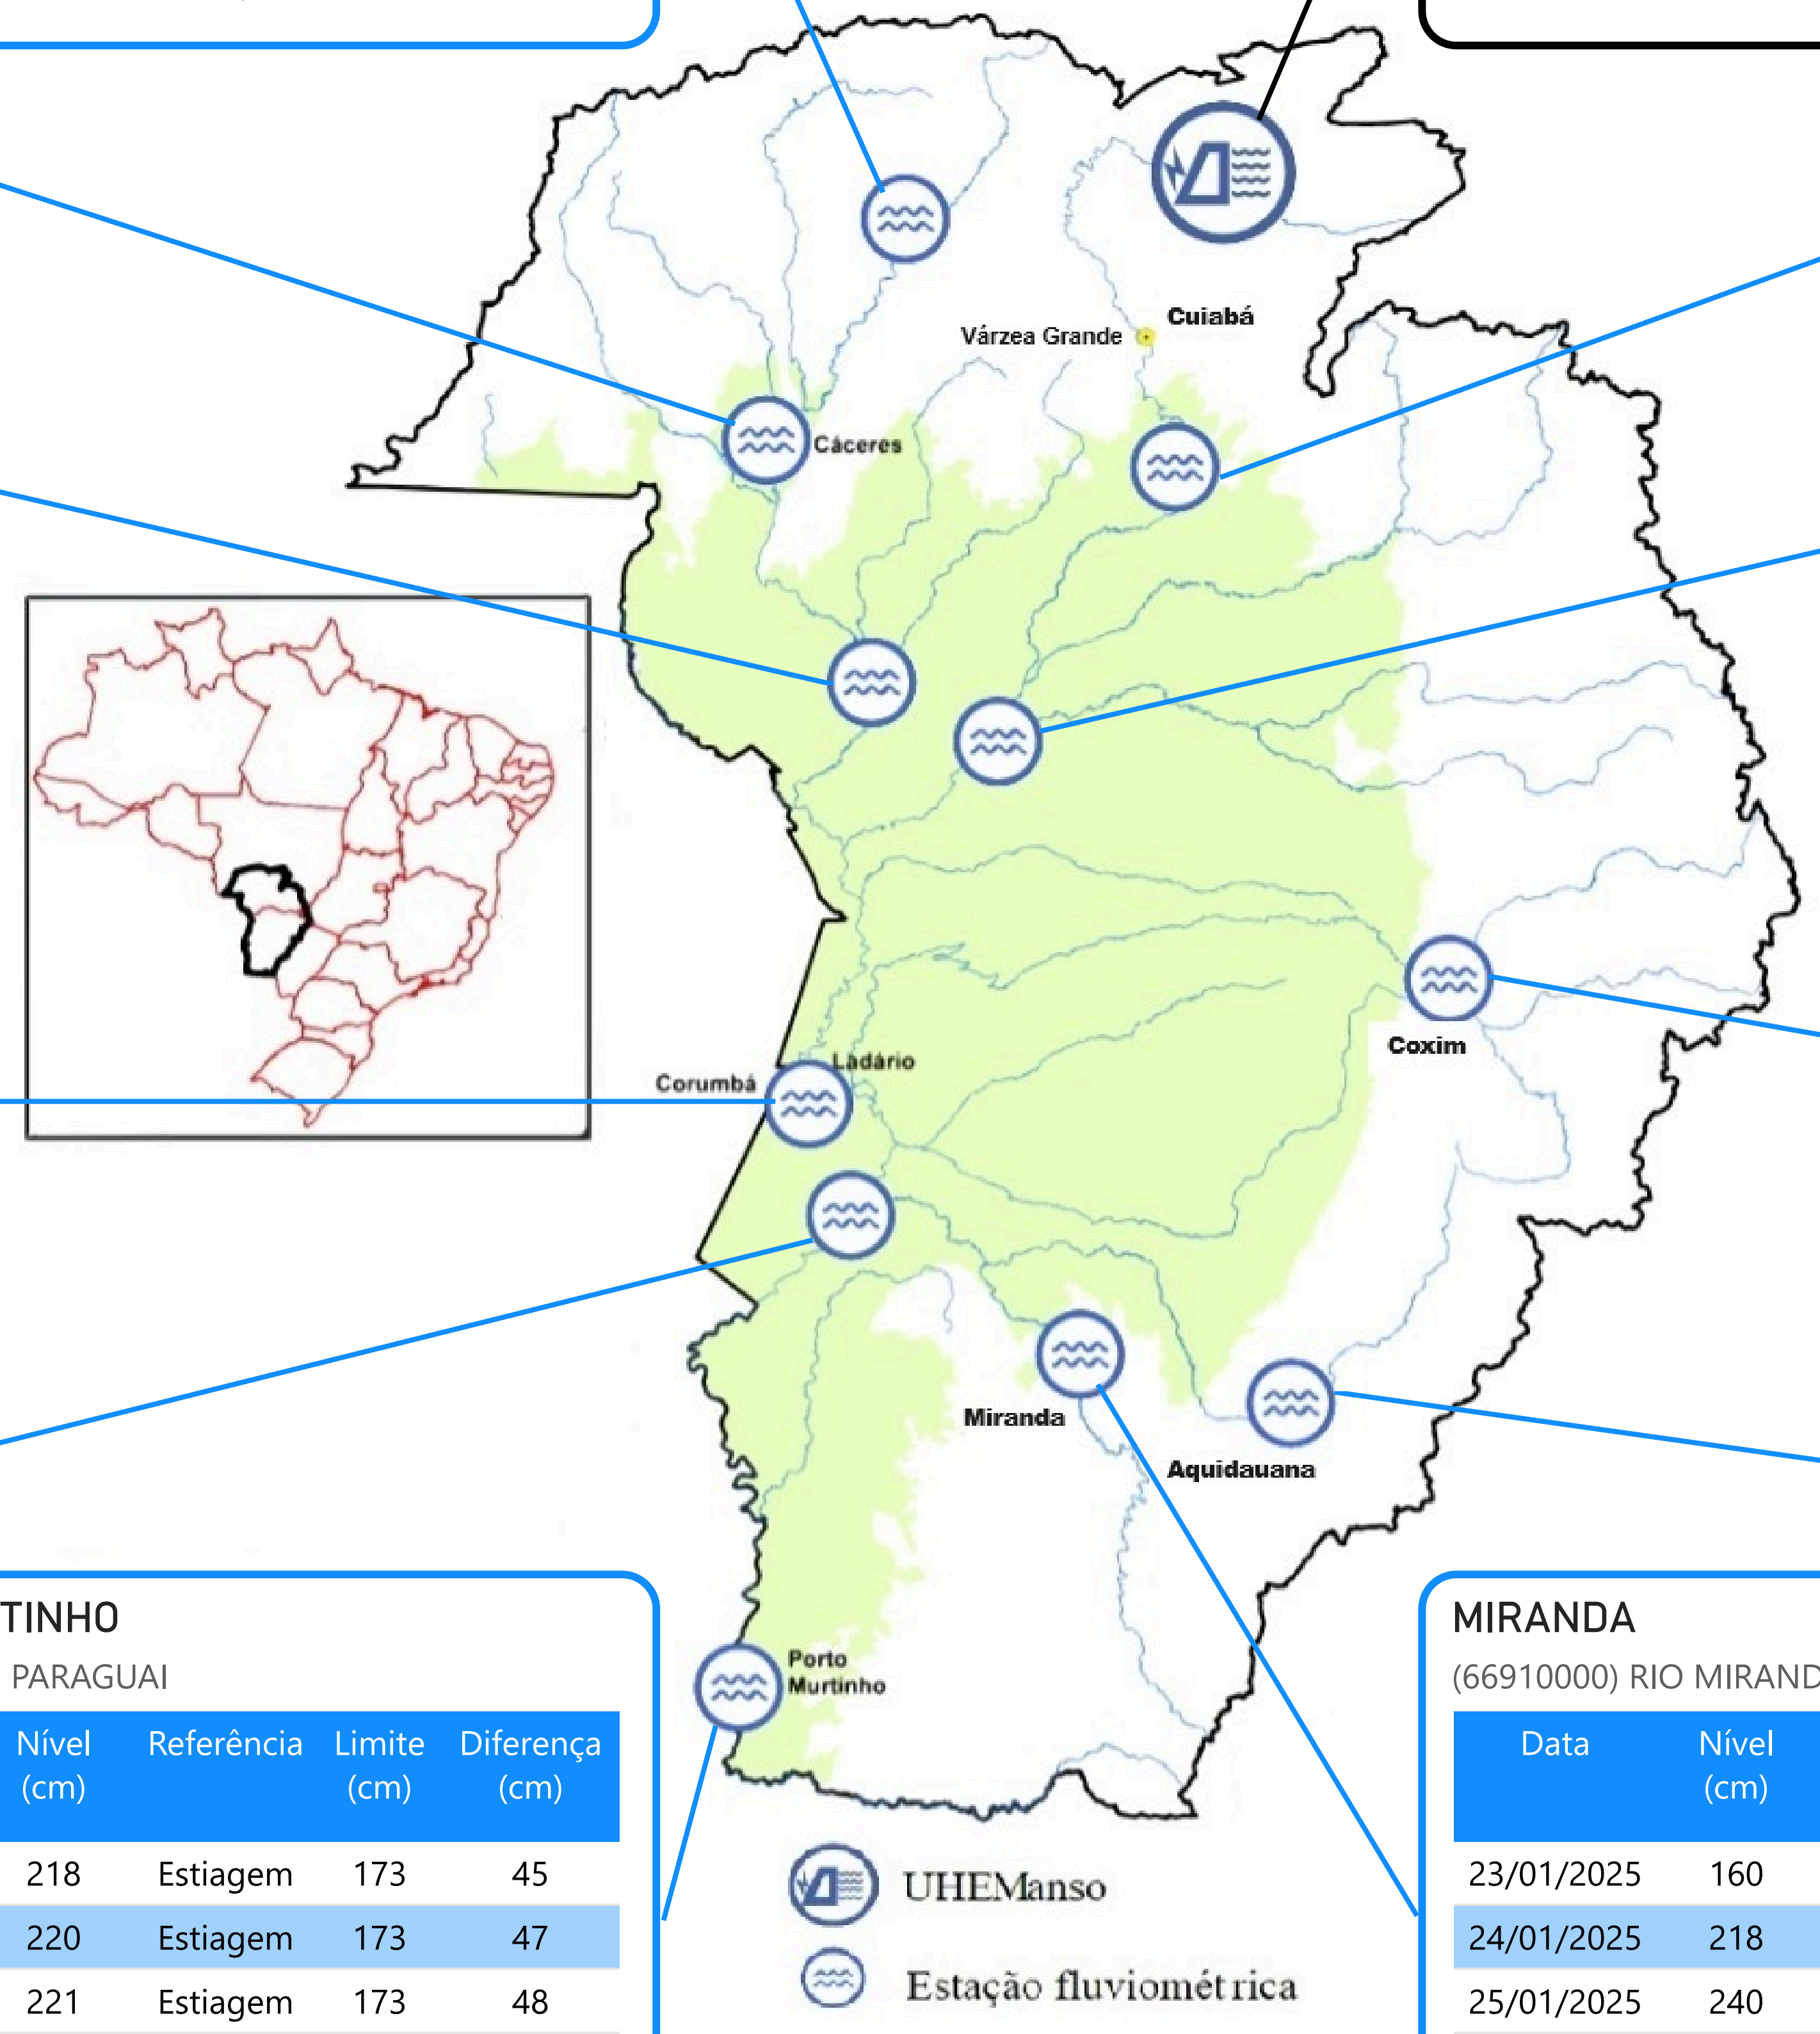 Cuiabá
Várzea Grande
Cáceres
Coxim
Ladário
Corumbá
Miranda
Aquidauana
Porto
Murtinho
TINHO
PARAGUAI
Nível Referência Limite Diferença
(cm) (cm) (cm)
218 Estiagem 173 45
220 Estiagem 173 47
221 Estiagem 173 48
UHEManso
Estação fluviométrica
MIRANDA
(66910000) RIO MIRAND
Data Nível
(cm)
23/01/2025 160
24/01/2025 218
25/01/2025 240